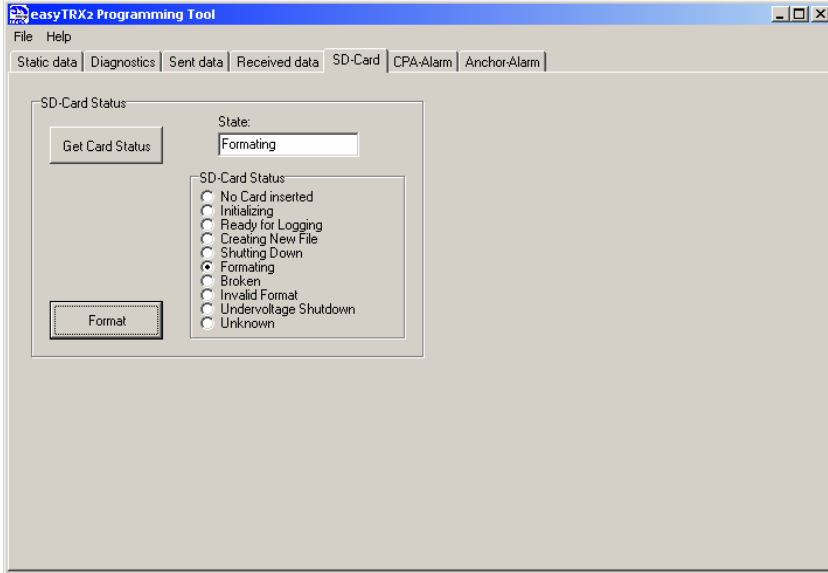 easyTRX2 Programming Tool
File Help
Static data Diagnostics Sent data Received data SD-Card CPA-Alarm Anchor-Alarm
SD-Card Status
State:
Get Card Status
Formating
SD-Card Status
No Card inserted
Initializing
Ready for Logging
Creating New File
Shutting Down
Formating
Broken
Invalid Format
Undervoltage Shutdown
Unknown
Format